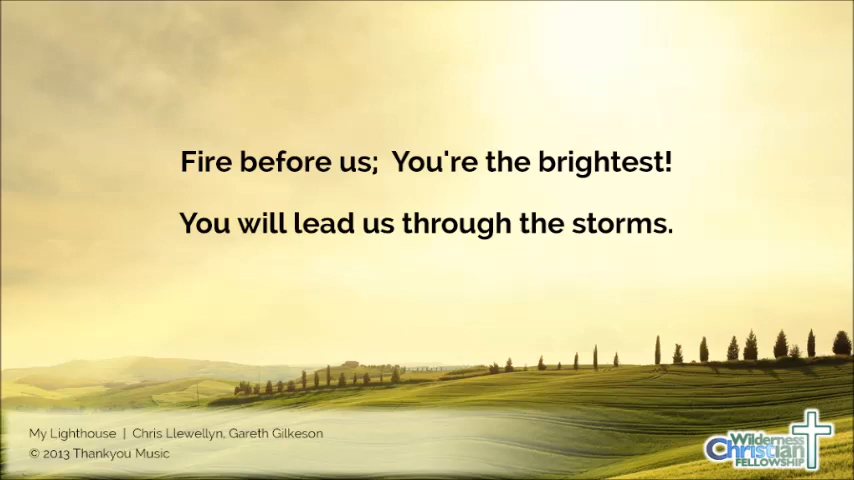 Fire before us;  You're the brightest!
You will lead us through the storms.
My Lighthouse | Chris Llewellyn, Gareth Gilkeson
© 2013 Thankyou Music
Wilderness
Christian
FELLOWSHIP